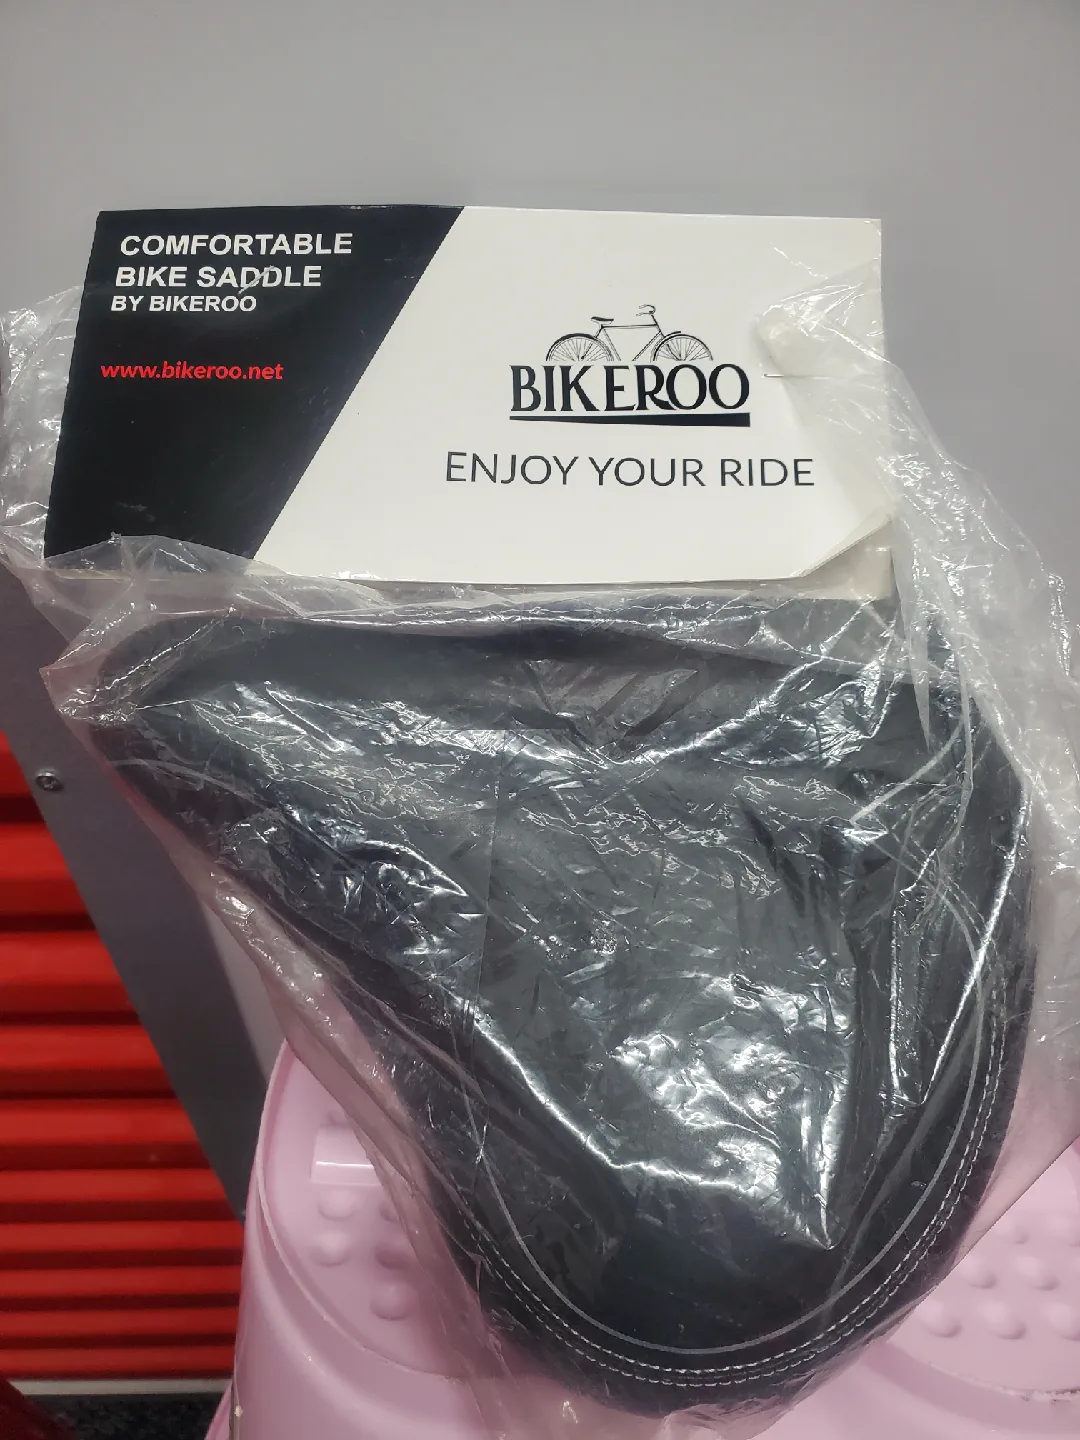 COMFORTABLE
BIKE SADDLE
BY BIKEROO
www.bikeroo.net
BIKEROO
ENJOY YOUR RIDE